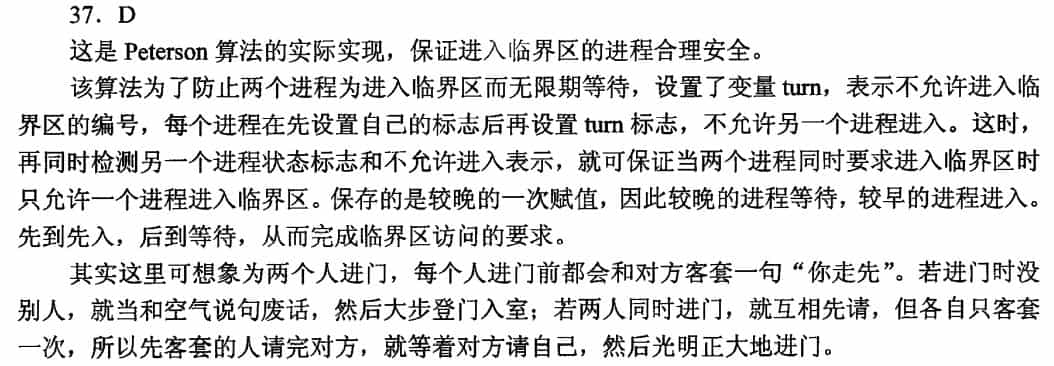 37．D
这是 Peterson 算法的实际实现，保证进入临界区的进程合理安全。
该算法为了防止两个进程为进入临界区而无限期等待，设置了变量 turn，表示不允许进入临
界区的编号，每个进程在先设置自己的标志后再设置 turn 标志，不允许另一个进程进入。这时，
再同时检测另一个进程状态标志和不允许进入表示，就可保证当两个进程同时要求进入临界区时
只允许一个进程进入临界区。保存的是较晚的一次赋值，因此较晚的进程等待，较早的进程进入。
先到先入，后到等待，从而完成临界区访问的要求。
其实这里可想象为两个人进门，每个人进门前都会和对方客套一句“你走先”。若进门时没
别人，就当和空气说句废话，然后大步登门入室；若两人同时进门，就互相先请，但各自只客套
一次，所以先客套的人请完对方，就等着对方请自己，然后光明正大地进门。